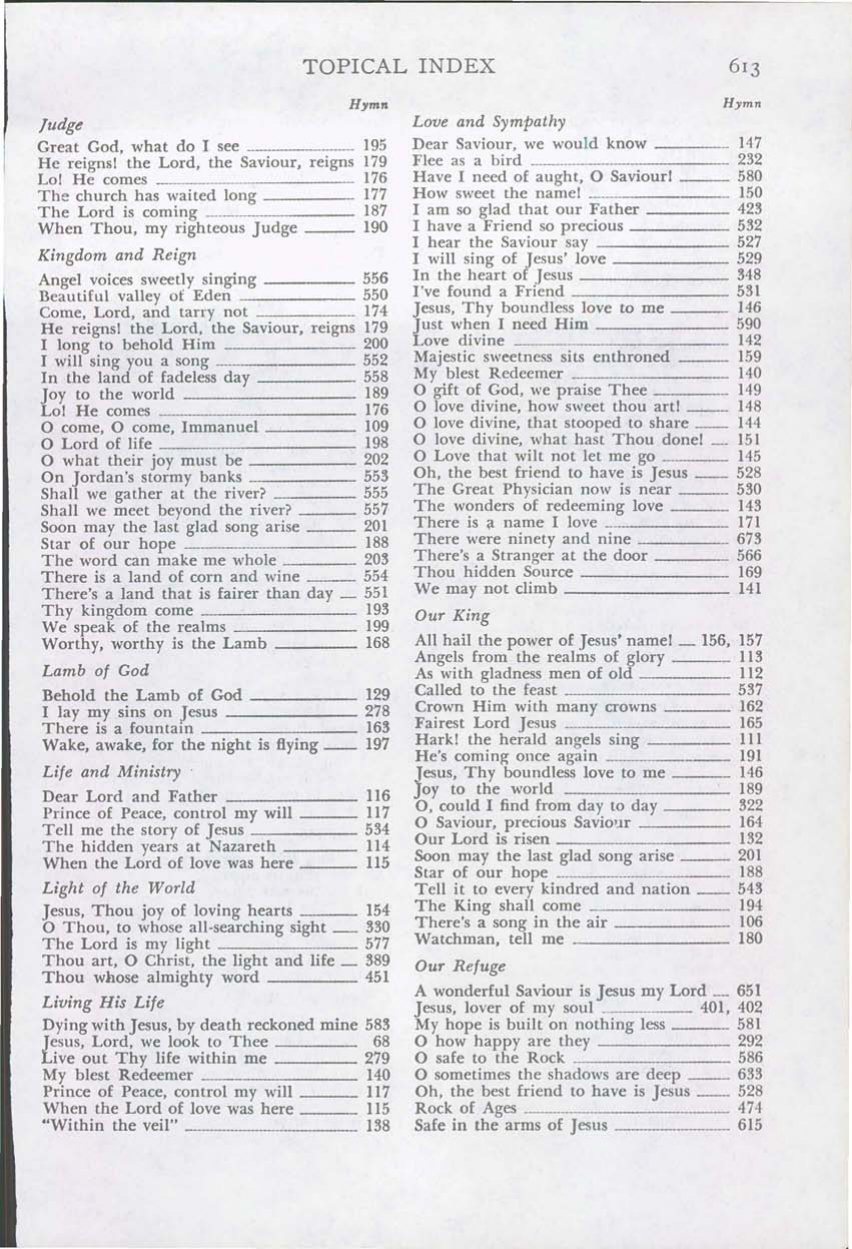 TOPICAL INDEX 613
Hymn
Judge
Great God, what do I see 195
He reigns! the Lord, the Saviour, reigns 179
Lo! He comes 176
The church has waited long 177
The Lord is coming 187
When Thou, my righteous Judge 190
Kingdom and Reign
Angel voices sweetly singing 556
Beautiful valley of Eden 550
Come, Lord, and tarry not 174
He reigns! the Lord, the Saviour, reigns 179
I long to behold Him 200
I will sing you a song 552
In the land of fadeless day 558
Joy to the world 189
Lo! He comes 176
O come, O come, Immanuel 109
O Lord of life 198
O what their joy must be 202
On Jordan's stormy banks 553
Shall we gather at the river? 555
Shall we meet beyond the river? 557
Soon may the last glad song arise 201
Star of our hope 188
The word can make me whole 203
There is a land of corn and wine 554
There's a land that is fairer than day 551
Thy kingdom come 193
We speak of the realms 199
Worthy, worthy is the Lamb 168
Lamb of God
Behold the Lamb of God 129
I lay my sins on Jesus 278
There is a fountain 163
Wake, awake, for the night is flying 197
Life and Ministry
Dear Lord and Father 116
Prince of Peace, control my will 117
Tell me the story of Jesus 534
The hidden years at Nazareth 114
When the Lord of love was here 115
Light of the World
Jesus, Thou joy of loving hearts 154
O Thou, to whose all-searching sight 330
The Lord is my light 577
Thou art, O Christ, the light and life 389
Thou whose almighty word 451
Living His Life
Dying with Jesus, by death reckoned mine 583
Jesus, Lord, we look to Thee 68
Live out Thy life within me 279
My blest Redeemer 140
Prince of Peace, control my will 117
When the Lord of love was here 115
"Within the veil" 138
Hymn
Love and Sympathy
Dear Saviour, we would know 147
Flee as a bird 232
Have I need of aught, O Saviour! 580
How sweet the name! 150
I am so glad that our Father 423
I have a Friend so precious 532
I hear the Saviour say 527
I will sing of Jesus' love 529
In the heart of Jesus 348
I've found a Friend 531
Jesus, Thy boundless love to me 146
Just when I need Him 590
Love divine 142
Majestic sweetness sits enthroned 159
My blest Redeemer 140
O gift of God, we praise Thee 149
O love divine, how sweet thou art! 148
O love divine, that stooped to share 144
O love divine, what hast Thou done! 151
O Love that wilt not let me go 145
Oh, the best friend to have is Jesus 528
The Great Physician now is near 530
The wonders of redeeming love 143
There is a name I love 171
There were ninety and nine 673
There's a Stranger at the door 566
Thou hidden Source 169
We may not climb 141
Our King
All hail the power of Jesus' name! 156, 157
Angels from the realms of glory 113
As with gladness men of old 112
Called to the feast 537
Crown Him with many crowns 162
Fairest Lord Jesus 165
Hark! the herald angels sing 111
He's coming once again 191
Jesus, Thy boundless love to me 146
Joy to the world 189
O, could I find from day to day 322
O Saviour, precious Saviour 164
Our Lord is risen 132
Soon may the last glad song arise 201
Star of our hope 188
Tell it to every kindred and nation 543
The King shall come 194
There's a song in the air 106
Watchman, tell me 180
Our Refuge
A wonderful Saviour is Jesus my Lord 651
Jesus, lover of my soul 401, 402
My hope is built on nothing less 581
O how happy are they 292
O safe to the Rock 586
O sometimes the shadows are deep 633
Oh, the best friend to have is Jesus 528
Rock of Ages 474
Safe in the arms of Jesus 615